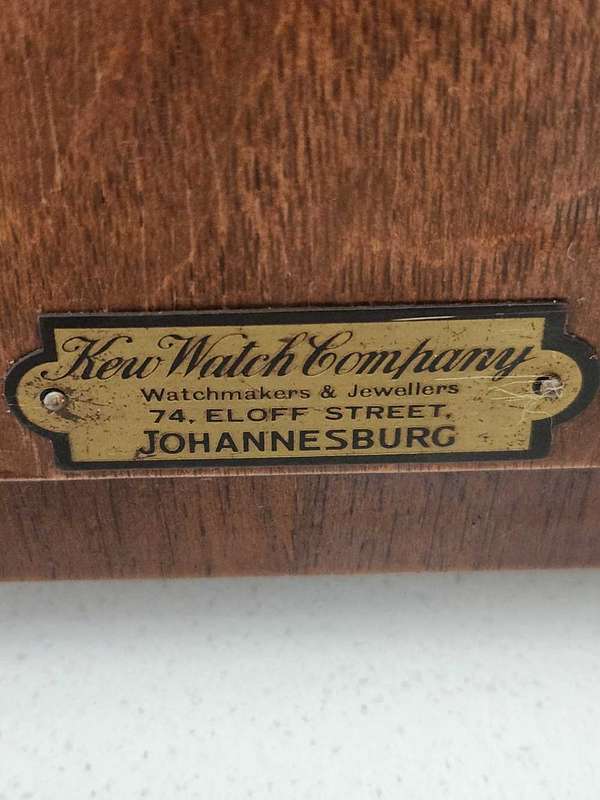 Kew Watch Company
Watchmakers & Jewellers
74, ELOFF STREET,
JOHANNESBURG